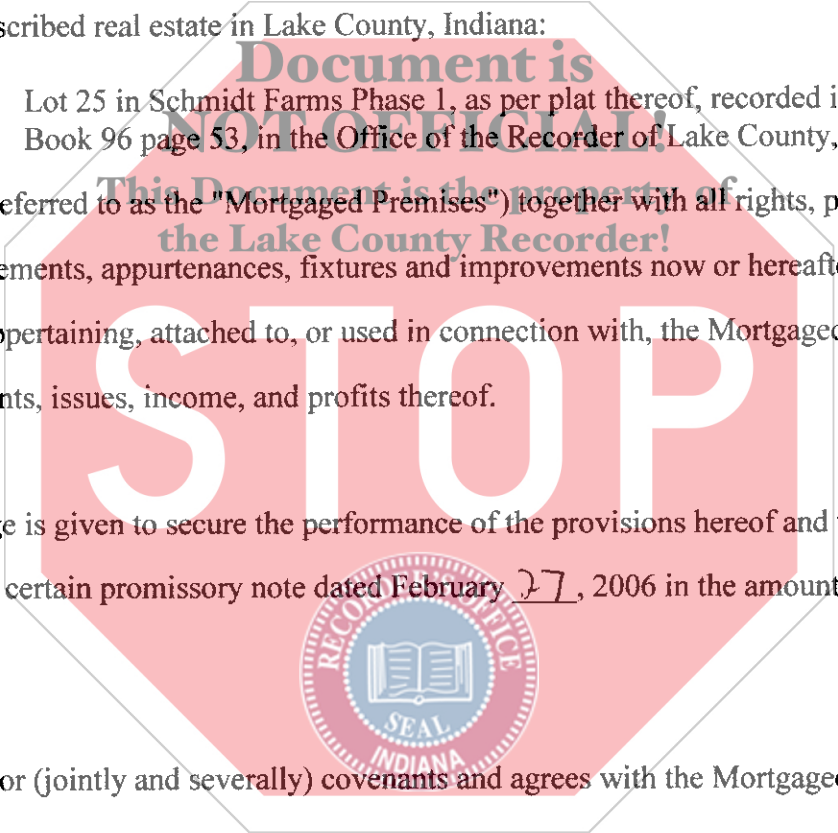 scribed real estate in Lake County, Indiana:
Document is
Lot 25 in Schmidt Farms Phase 1, as per plat thereof, recorded i
NOT OFFICIAL!
Book 96 page 53, in the Office of the Recorder of Lake County,
This Document is the property of
eferred to as the "Mortgaged Premises") together with all rights, p
the Lake County Recorder!
ements, appurtenances, fixtures and improvements now or hereafte
ppertaining, attached to, or used in connection with, the Mortgaged
STOP
nts, issues, income, and profits thereof.
ge is given to secure the performance of the provisions hereof and
certain promissory note dated February 27, 2006 in the amount
RECORDER'S OFFICE
SEAL
INDIANA
or (jointly and severally) covenants and agrees with the Mortgagee